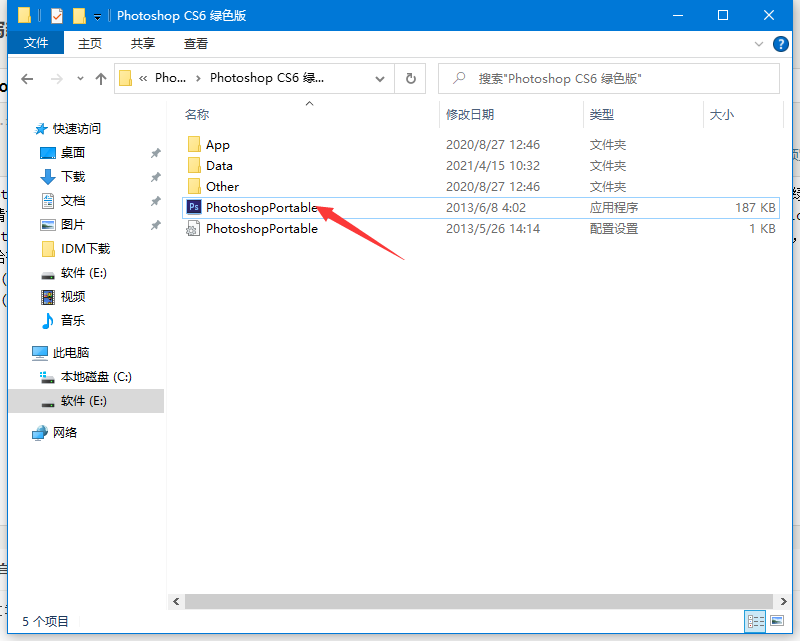 Photoshop CS6 绿色版
文件 主页 共享 查看
« Pho... › Photoshop CS6 绿...
搜索"Photoshop CS6 绿色版"
名称 修改日期 类型 大小
快速访问
桌面
下载
文档
图片
IDM下载
软件 (E:)
视频
音乐
此电脑
本地磁盘 (C:)
软件 (E:)
网络
App 2020/8/27 12:46 文件夹
Data 2021/4/15 10:32 文件夹
Other 2020/8/27 12:46 文件夹
Ps PhotoshopPortable 2013/6/8 4:02 应用程序 187 KB
PhotoshopPortable 2013/5/26 14:14 配置设置 1 KB
5 个项目